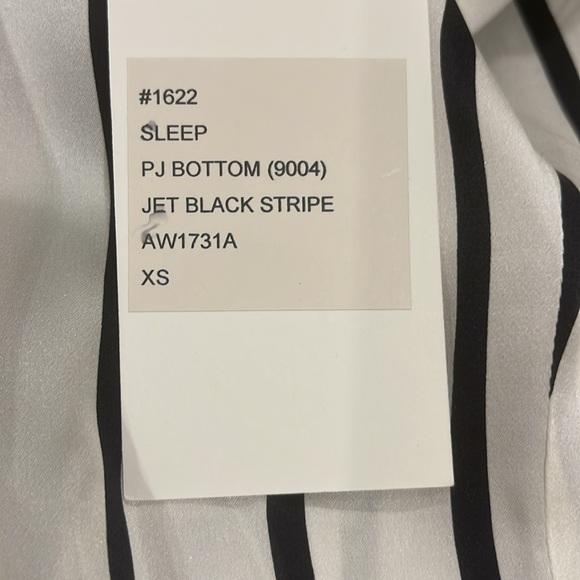 #1622
SLEEP
PJ BOTTOM (9004)
JET BLACK STRIPE
AW1731A
XS